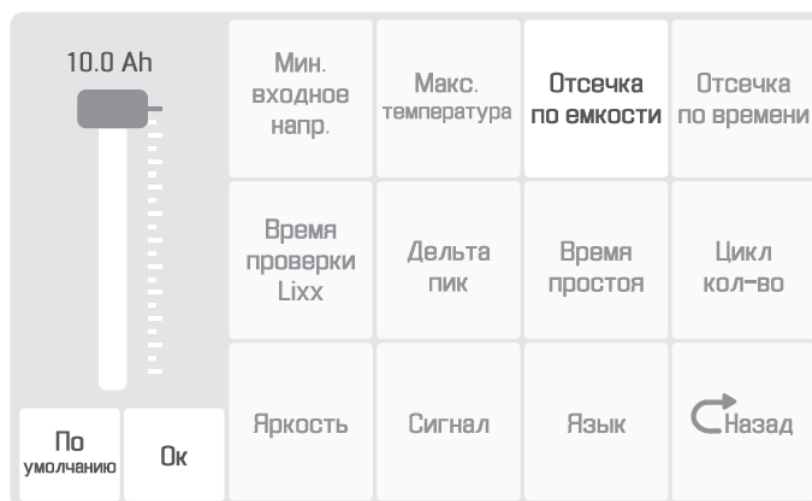 10.0 Ah
По
умолчанию
Ок
Мин.
входное
напр.
Макс.
температура
Отсечка
по емкости
Отсечка
по времени
Время
проверки
Lixx
Дельта
пик
Время
простоя
Цикл
кол-во
Яркость
Сигнал
Язык
Назад